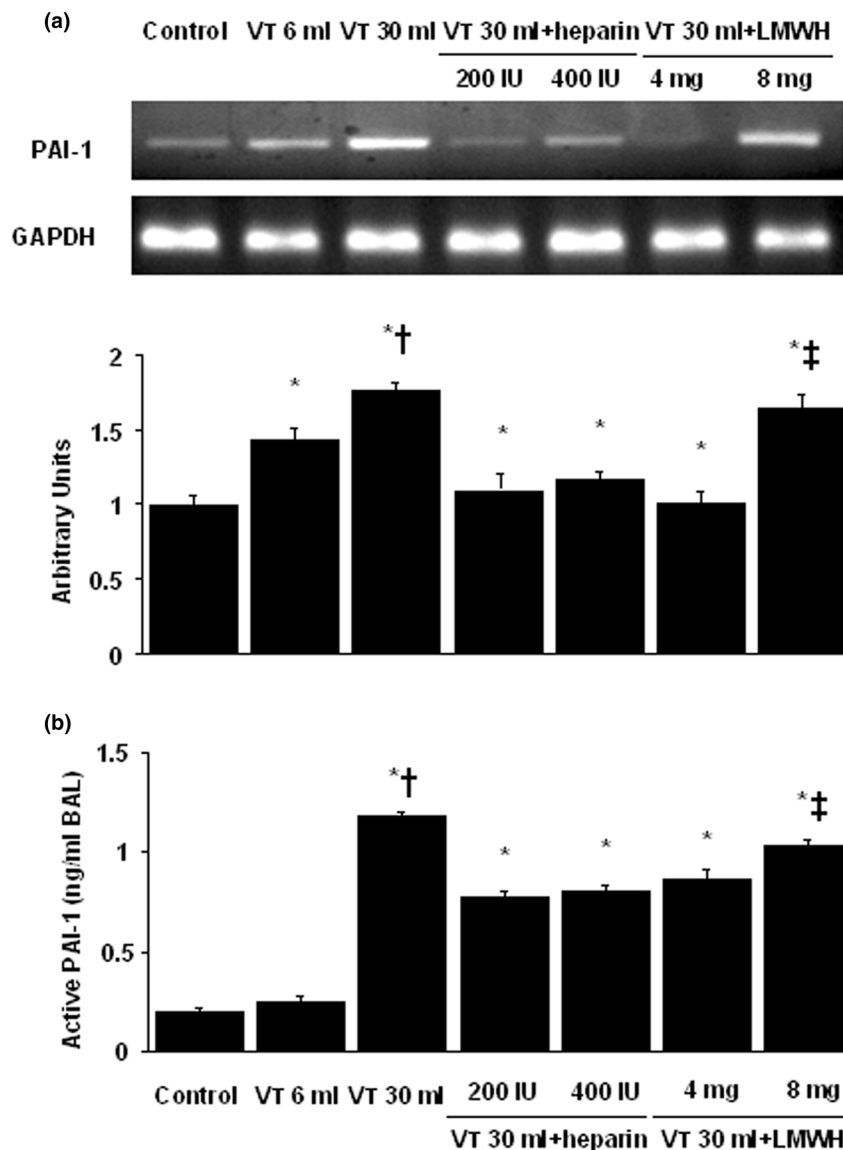 (a)
Control VT 6 ml VT 30 ml VT 30 ml+heparin VT 30 ml+LMWH
200 IU 400 IU 4 mg 8 mg
PAI-1
GAPDH
Arbitrary Units
2
1.5
1
0.5
0
* *† * * * *‡
(b)
Active PAI-1 (ng/ml BAL)
1.5
1
0.5
0
*† * * * *‡
Control VT 6 ml VT 30 ml 200 IU 400 IU 4 mg 8 mg
VT 30 ml+heparin VT 30 ml+LMWH